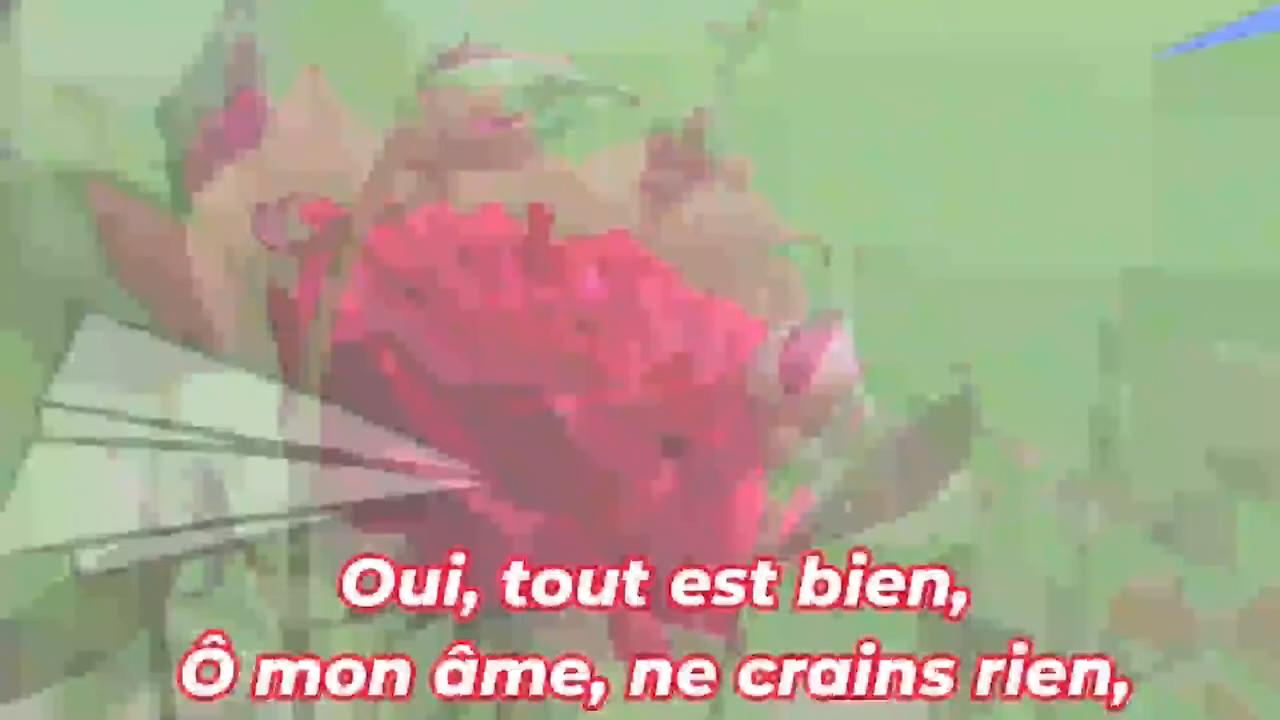 Oui, tout est bien,
Ô mon âme, ne crains rien,